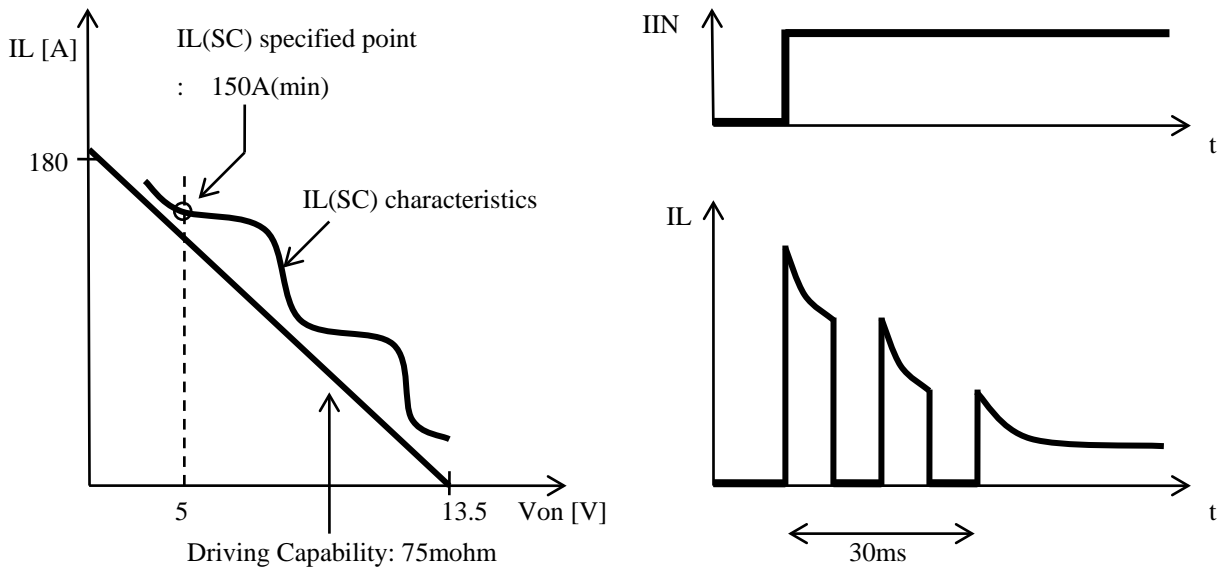 IL [A]
IL(SC) specified point
: 150A(min)
180
IL(SC) characteristics
5
13.5
Von [V]
Driving Capability: 75mohm
IIN
t
IL
t
30ms